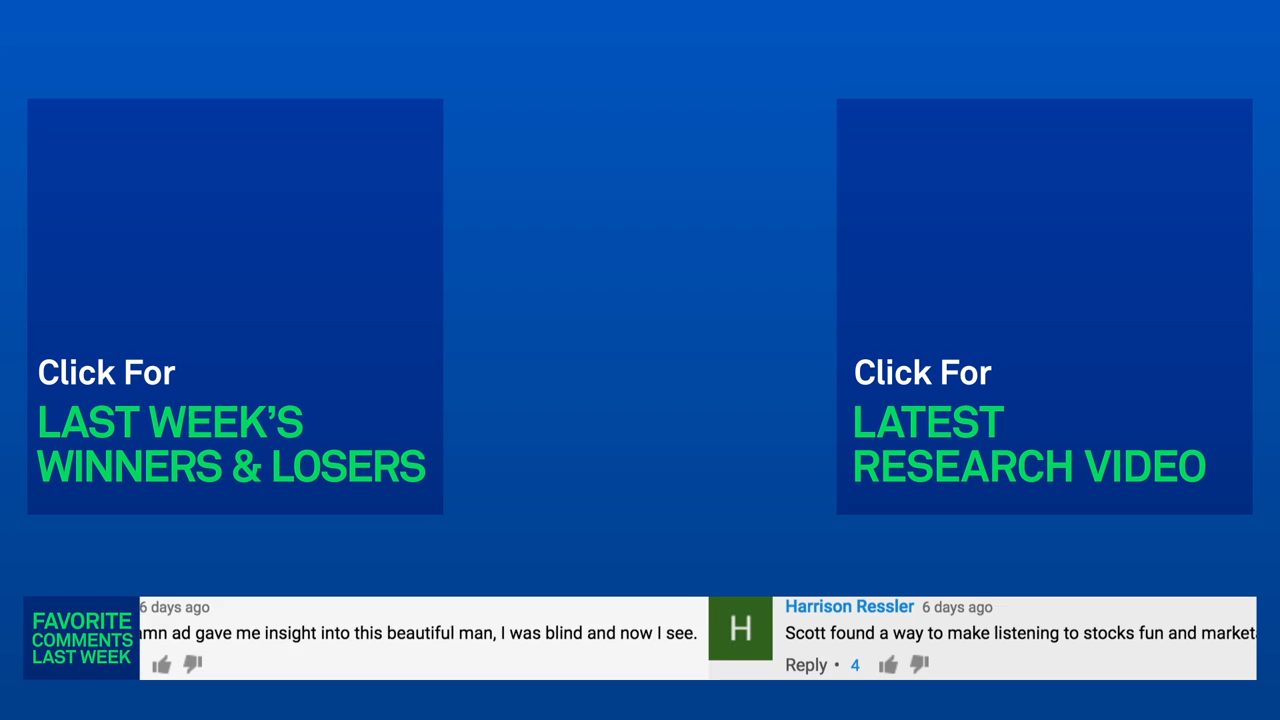 Click For
LAST WEEK'S
WINNERS & LOSERS
Click For
LATEST
RESEARCH VIDEO
FAVORITE
COMMENTS
LAST WEEK
6 days ago
ad gave me insight into this beautiful man, I was blind and now I see.
H
Harrison Ressler 6 days ago
Scott found a way to make listening to stocks fun and
Reply • 4